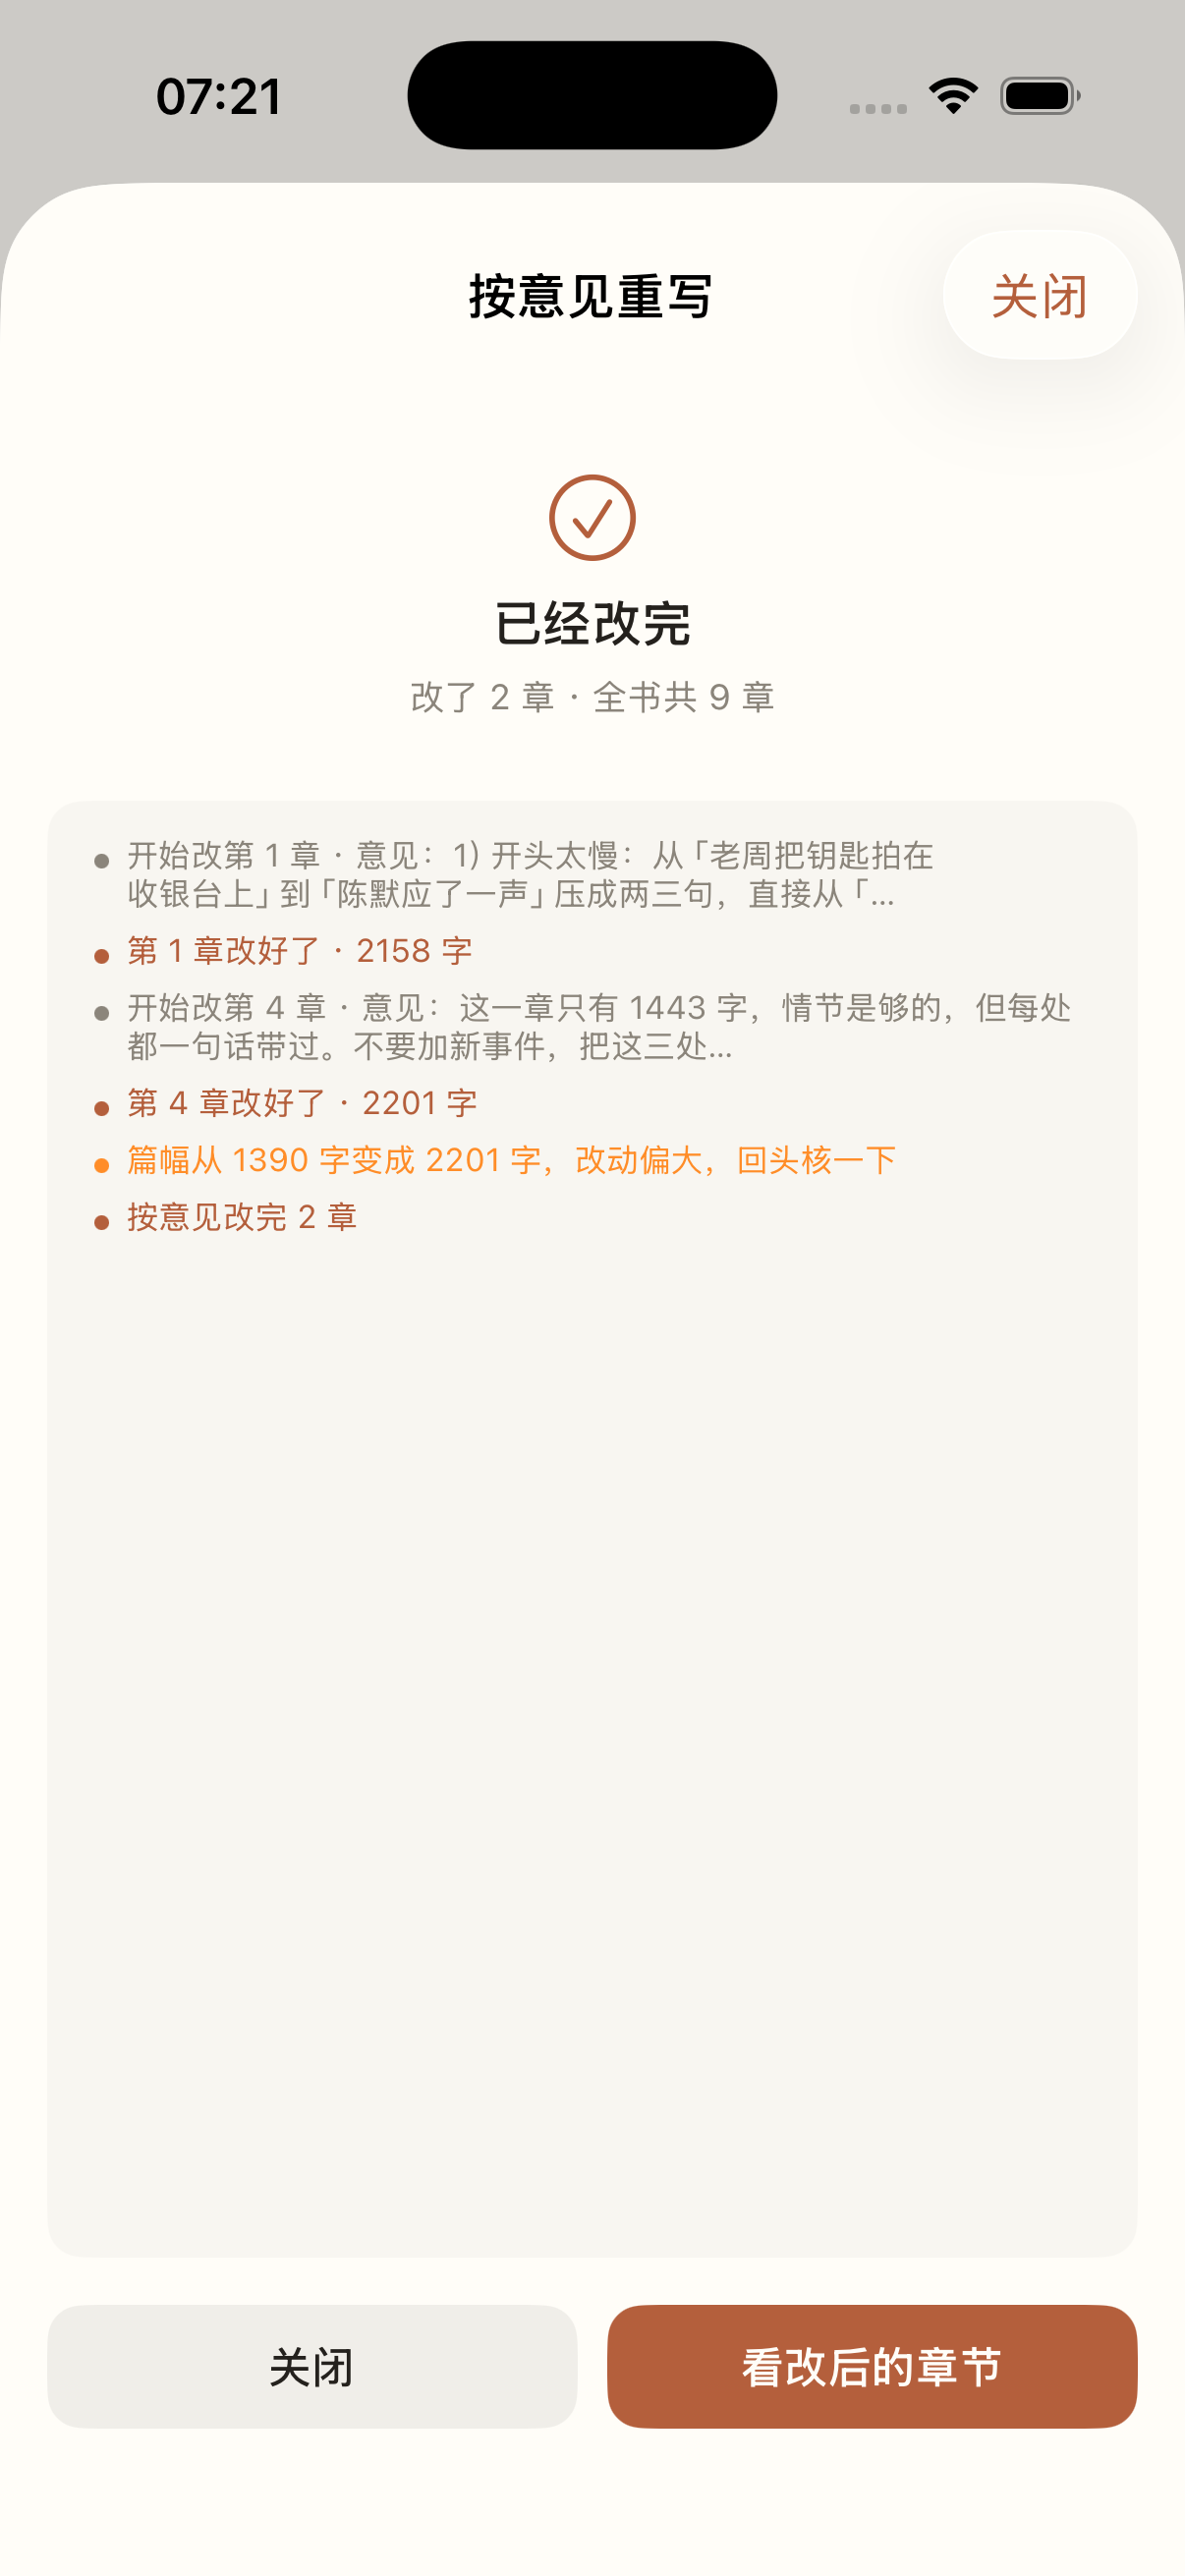 07:21
按意见重写
关闭
已经改完
改了 2 章 · 全书共 9 章
开始改第 1 章 · 意见：1) 开头太慢：从「老周把钥匙拍在
收银台上」到「陈默应了一声」压成两三句，直接从「…
第 1 章改好了 · 2158 字
开始改第 4 章 · 意见：这一章只有 1443 字，情节是够的，但每处
都一句话带过。不要加新事件，把这三处…
第 4 章改好了 · 2201 字
篇幅从 1390 字变成 2201 字，改动偏大，回头核一下
按意见改完 2 章
关闭
看改后的章节